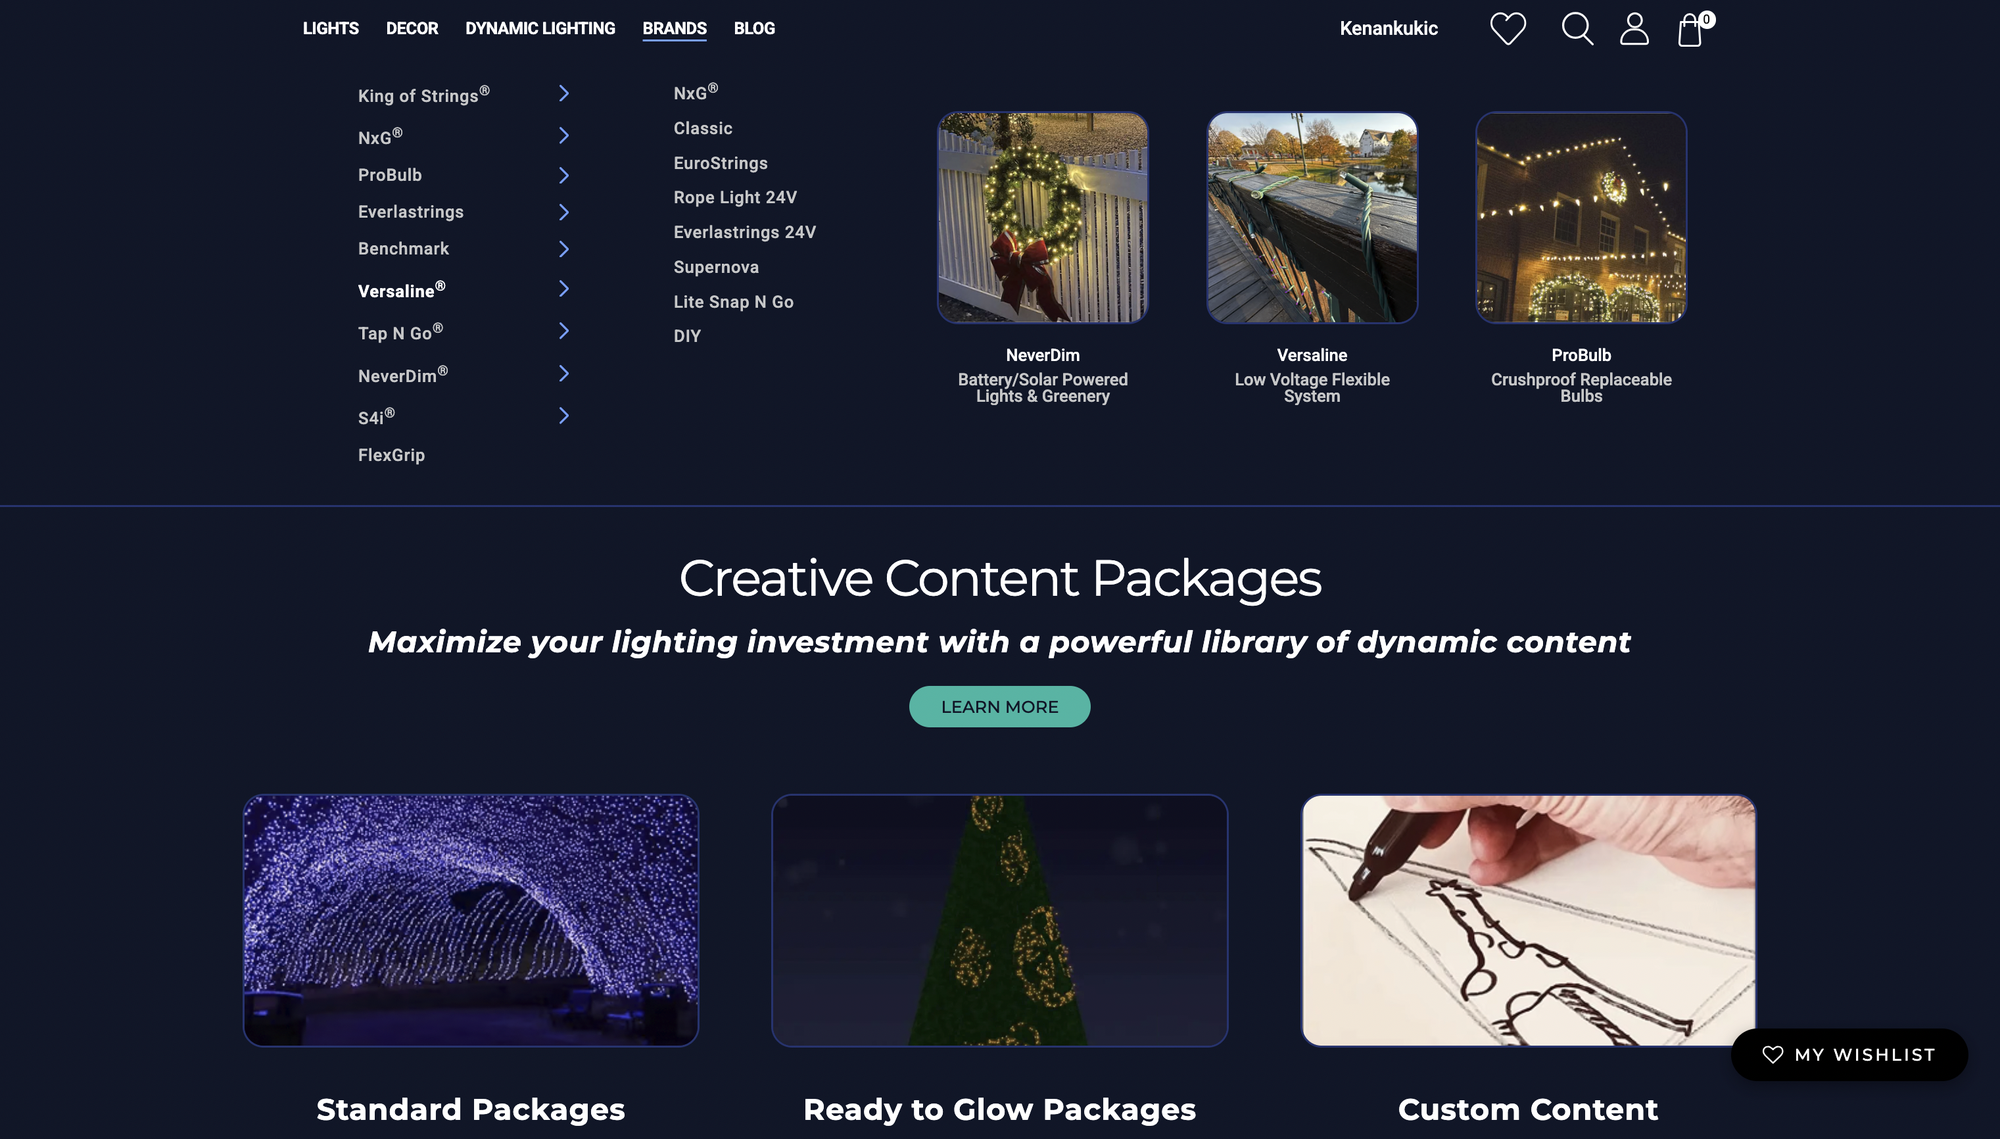 LIGHTS DECOR DYNAMIC LIGHTING BRANDS BLOG Kenankukic 0
King of Strings®
NxG®
ProBulb
Everlastrings
Benchmark
Versaline®
Tap N Go®
NeverDim®
S4i®
FlexGrip
NxG®
Classic
EuroStrings
Rope Light 24V
Everlastrings 24V
Supernova
Lite Snap N Go
DIY
NeverDim
Battery/Solar Powered
Lights & Greenery
Versaline
Low Voltage Flexible
System
ProBulb
Crushproof Replaceable
Bulbs
Creative Content Packages
Maximize your lighting investment with a powerful library of dynamic content
LEARN MORE
Standard Packages
Ready to Glow Packages
Custom Content
MY WISHLIST